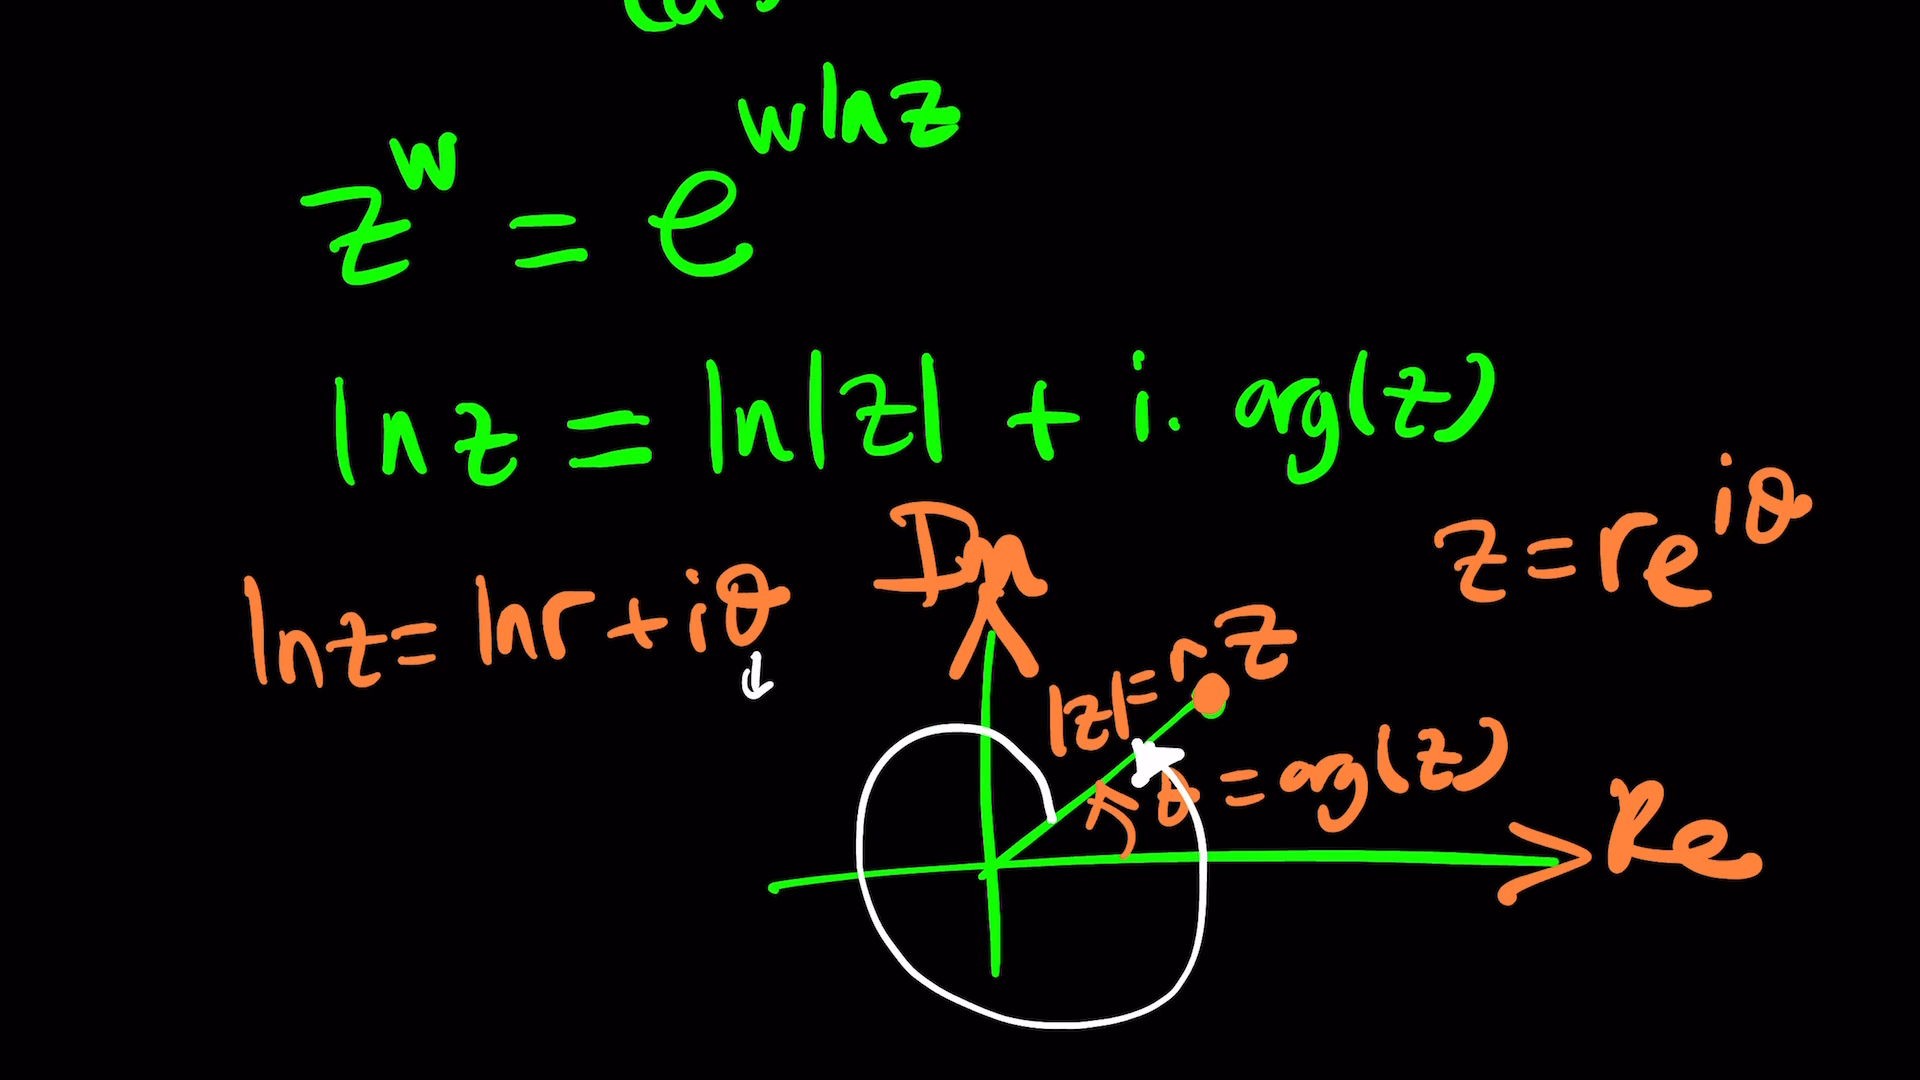 z^w = e^{w ln z}
ln z = ln|z| + i. arg(z)
z = re^{iθ}
ln z = ln r + iθ
Im
|z| = r
z
θ = arg(z)
Re